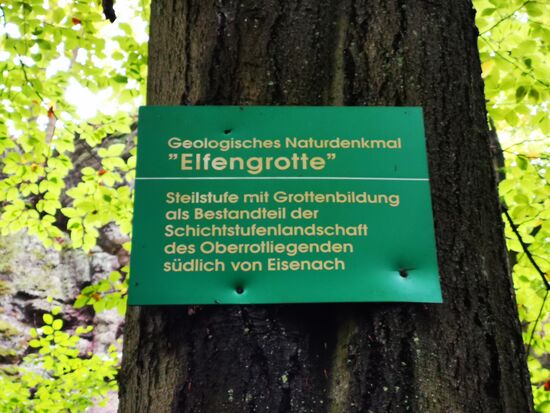 Geologisches Naturdenkmal
"Elfengrotte"
Steilstufe mit Grottenbildung
als Bestandteil der
Schichtstufenlandschaft
des Oberrotliegenden
südlich von Eisenach